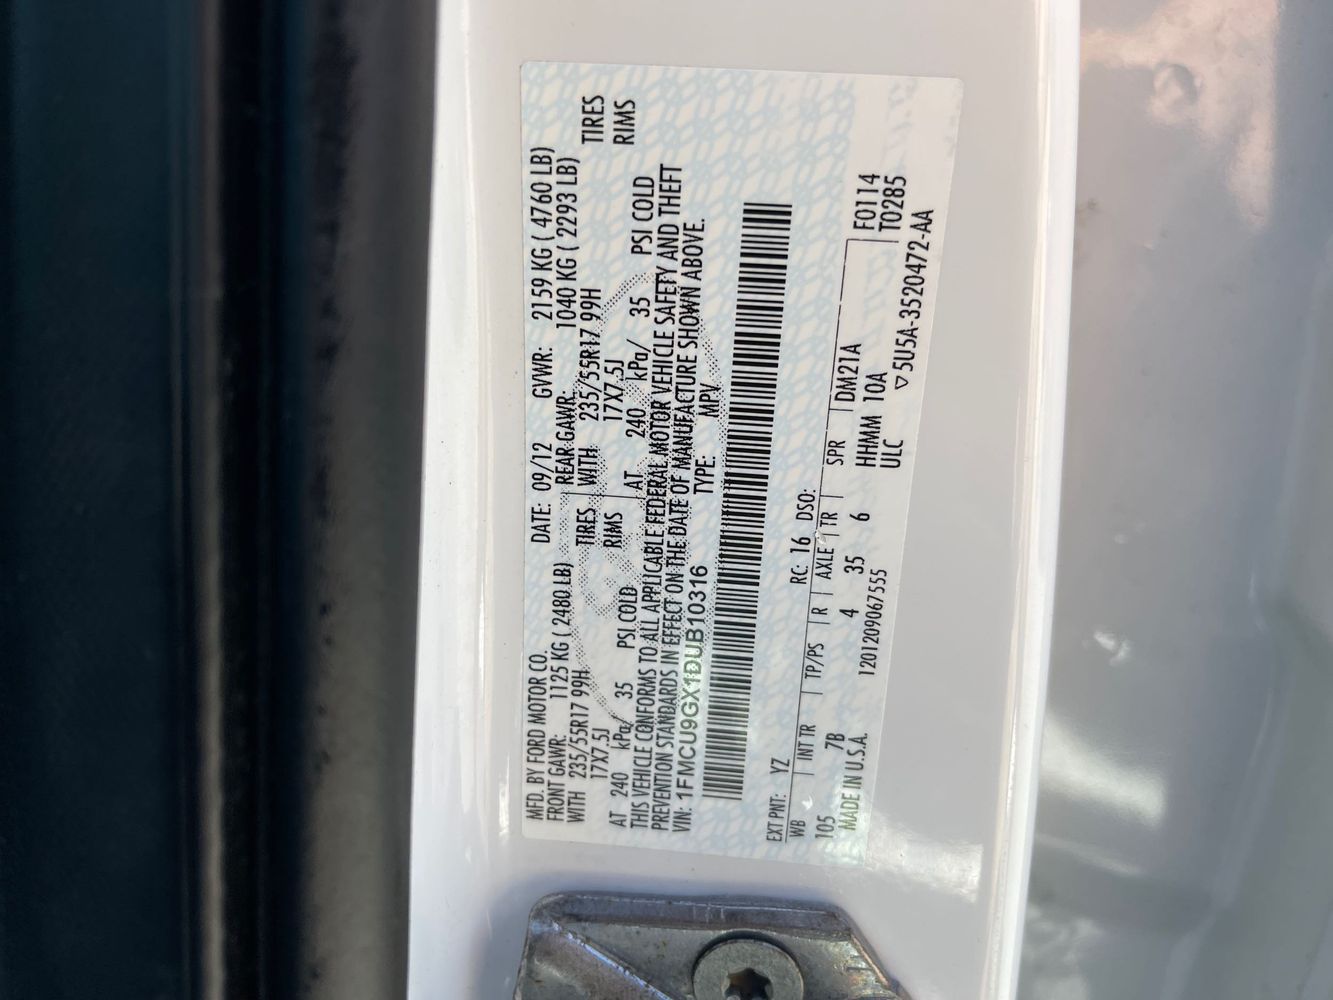 MFD. BY FORD MOTOR CO. DATE: 09/12 GVWR: 2159 KG ( 4760 LB)
FRONT GAWR: 1125 KG ( 2480 LB) REAR GAWR: 1040 KG ( 2293 LB)
WITH 235/55R17 99H TIRES WITH 235/55R17 99H TIRES
17X7.5J RIMS 17X7.5J RIMS
AT 240 kPa/ 35 PSI COLD AT 240 kPa/ 35 PSI COLD
THIS VEHICLE CONFORMS TO ALL APPLICABLE FEDERAL MOTOR VEHICLE SAFETY AND THEFT
PREVENTION STANDARDS IN EFFECT ON THE DATE OF MANUFACTURE SHOWN ABOVE.
VIN: 1FMCU9GX1DUB10316 TYPE: MPV
EXT PNT: YZ RC: 16 DSO:
WB INT TR TP/PS R AXLE TR SPR DM21A F0114
105 7B 4 35 6 HHMM 10A T0285
MADE IN U.S.A. 120120906​7555 ULC ▽5U5A-3520472-AA